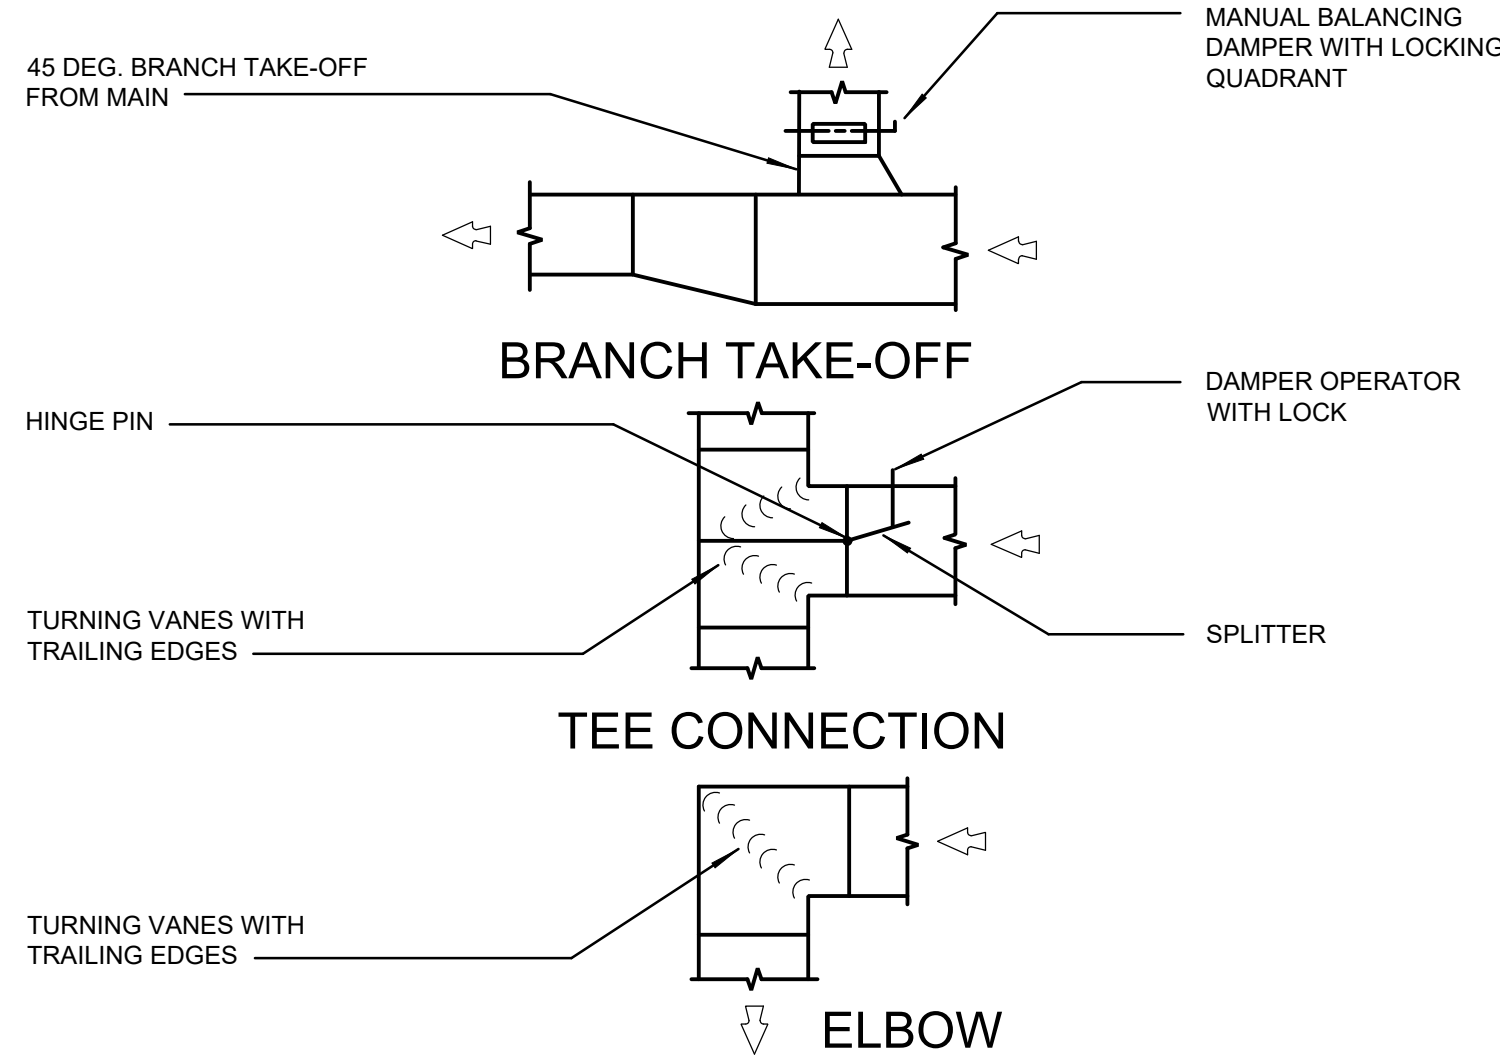 MANUAL BALANCING
DAMPER WITH LOCKING
QUADRANT
45 DEG. BRANCH TAKE-OFF
FROM MAIN
BRANCH TAKE-OFF
DAMPER OPERATOR
WITH LOCK
HINGE PIN
TURNING VANES WITH
TRAILING EDGES
SPLITTER
TEE CONNECTION
TURNING VANES WITH
TRAILING EDGES
ELBOW